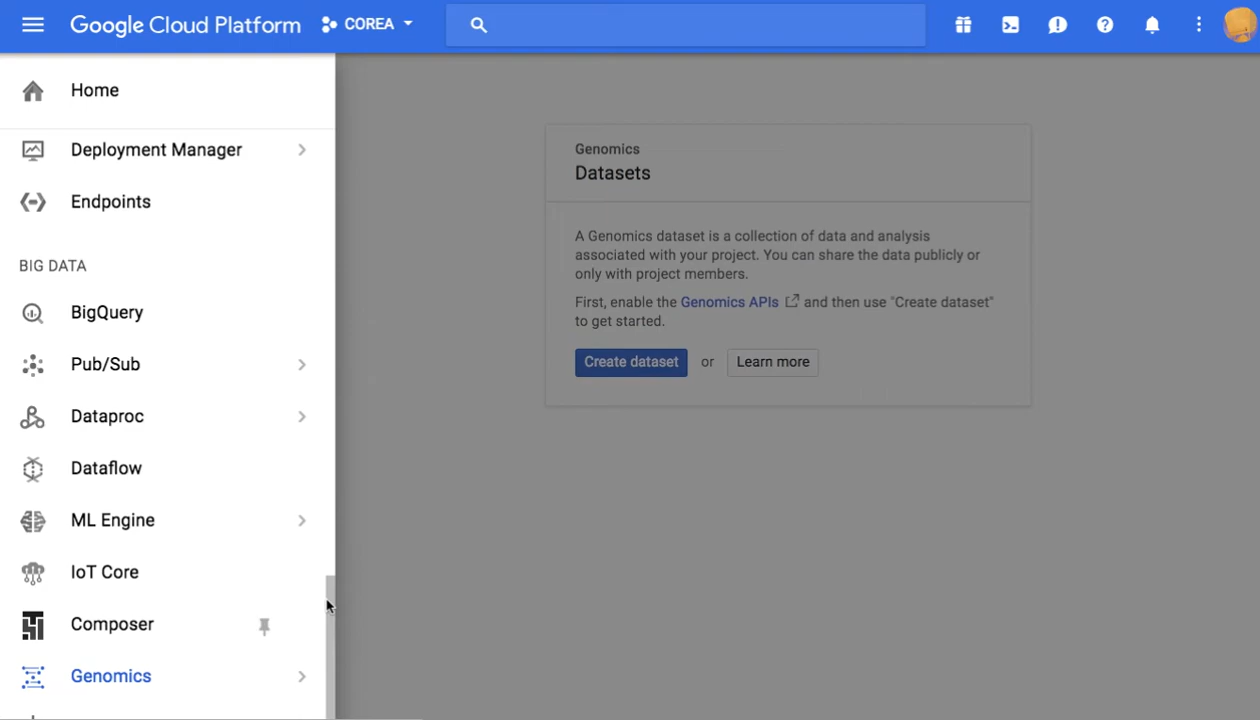 Google Cloud Platform COREA
Home
Deployment Manager
Endpoints
BIG DATA
BigQuery
Pub/Sub
Dataproc
Dataflow
ML Engine
IoT Core
Composer
Genomics
Genomics
Datasets
A Genomics dataset is a collection of data and analysis
associated with your project. You can share the data publicly or
only with project members.
First, enable the Genomics APIs and then use "Create dataset"
to get started.
Create dataset or Learn more